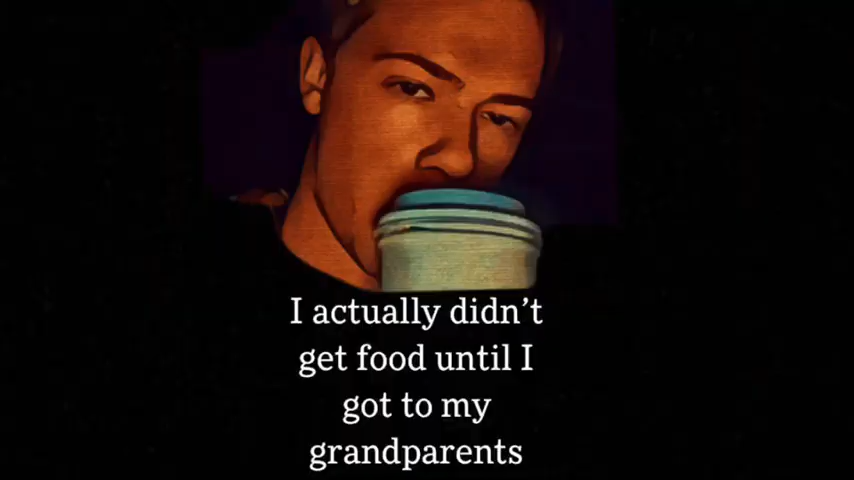 I actually didn’t
get food until I
got to my
grandparents